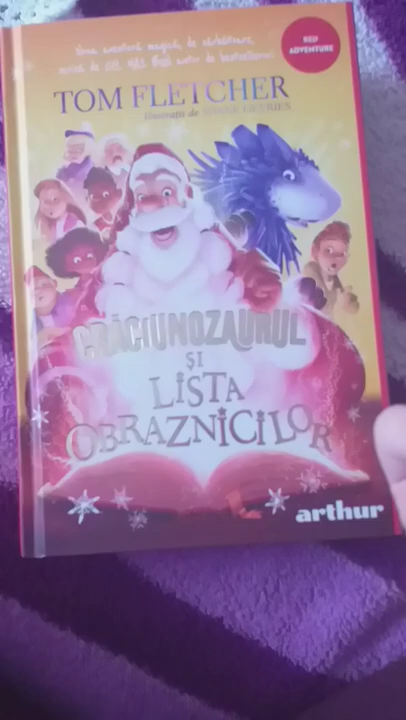 RED
ADVENTURE
TOM FLETCHER
Ilustrații de
CRĂCIUNOZAURUL
ȘI
LISTA
OBRAZNICILOR
arthur